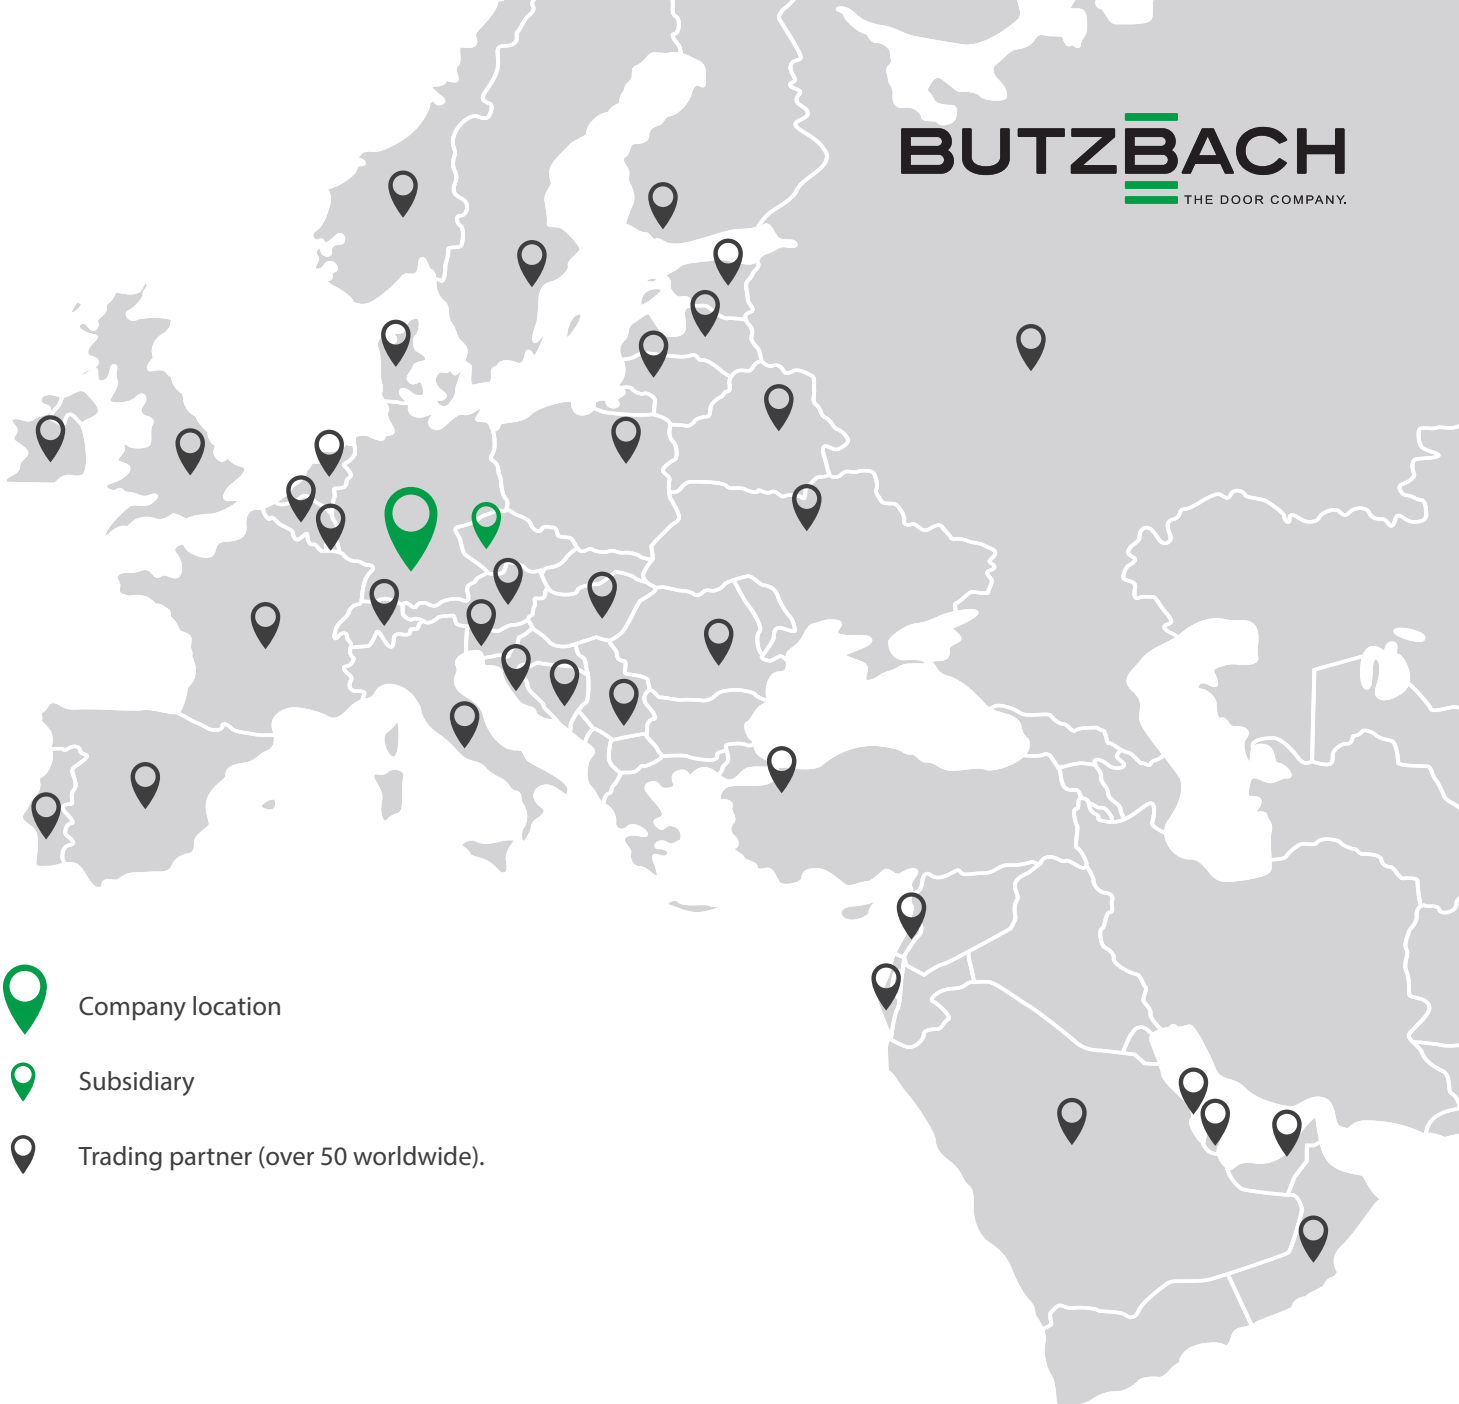 BUTZBACH
THE DOOR COMPANY.
Company location
Subsidiary
Trading partner (over 50 worldwide).